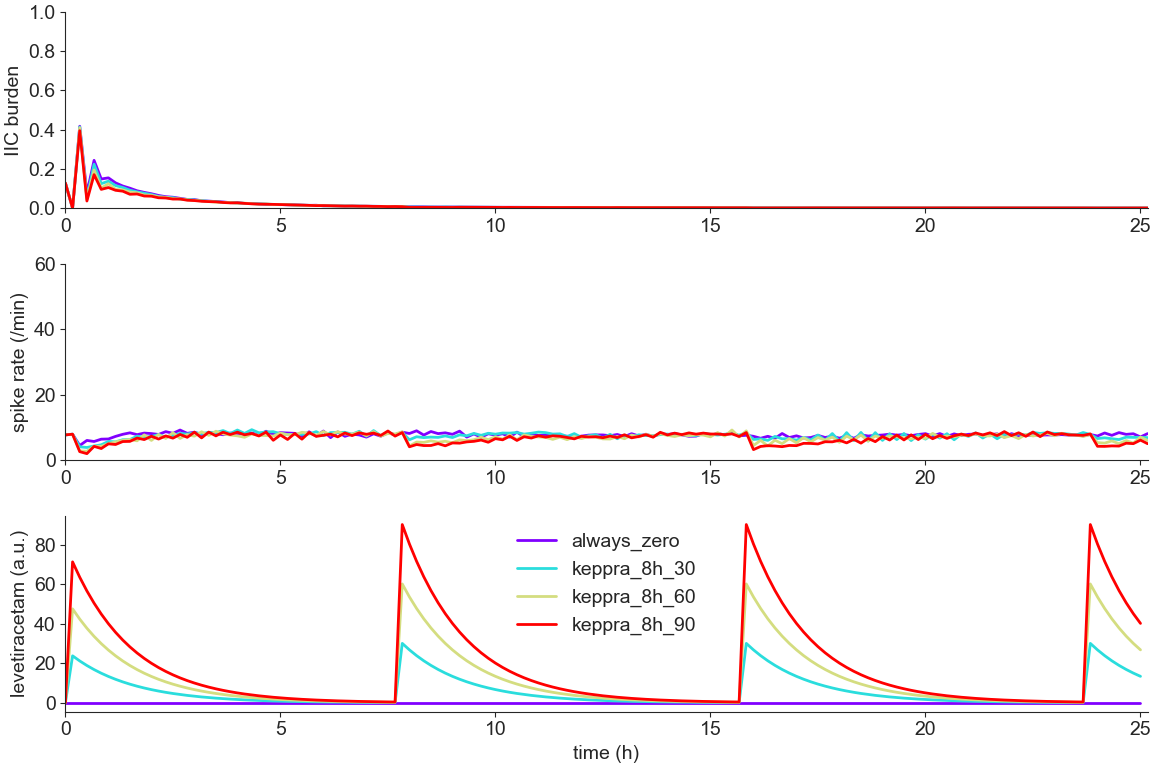 1.0
0.8
0.6
0.4
0.2
0.0
IIC burden
0 5 10 15 20 25
60
40
20
0
spike rate (/min)
0 5 10 15 20 25
80
60
40
20
0
levetiracetam (a.u.)
always_zero
keppra_8h_30
keppra_8h_60
keppra_8h_90
0 5 10 15 20 25
time (h)